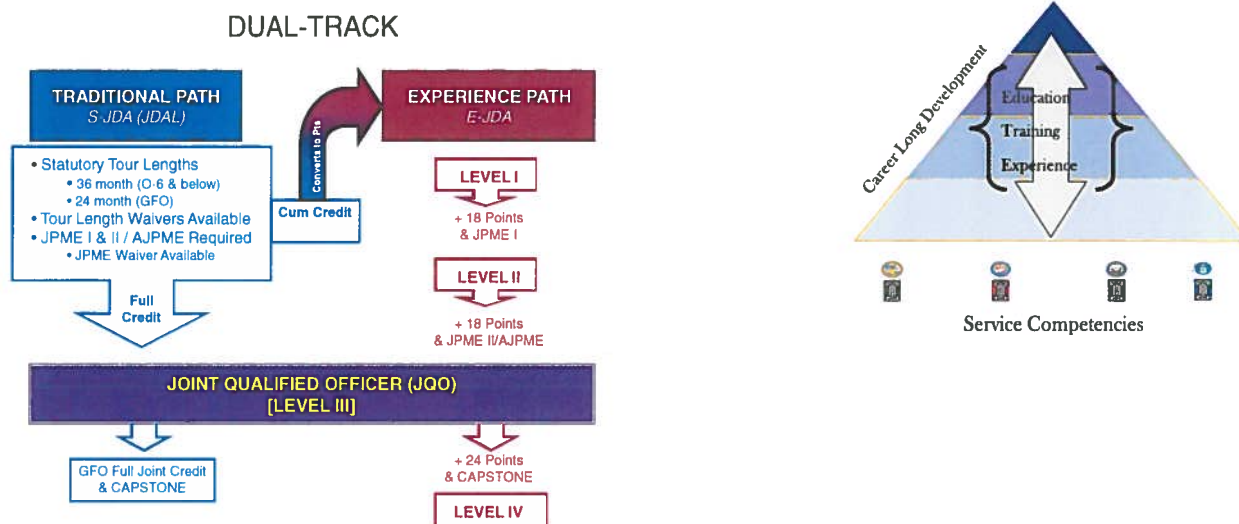 DUAL-TRACK
TRADITIONAL PATH
S-JDA (JDAL)
• Statutory Tour Lengths
• 36 month (O-6 & below)
• 24 month (GFO)
• Tour Length Waivers Available
• JPME I & II / AJPME Required
• JPME Waiver Available
Full
Credit
Cum Credit
Converts to Pts
EXPERIENCE PATH
E-JDA
LEVEL I
+ 18 Points
& JPME I
LEVEL II
+ 18 Points
& JPME II/AJPME
JOINT QUALIFIED OFFICER (JQO)
[LEVEL III]
GFO Full Joint Credit
& CAPSTONE
+ 24 Points
& CAPSTONE
LEVEL IV
Career Long Development
Education
Training
Experience
Service Competencies